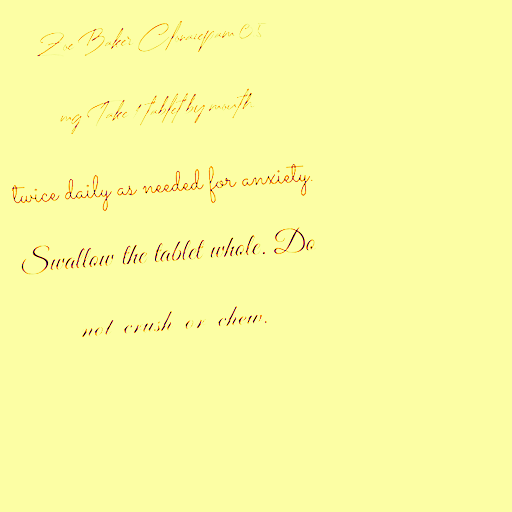 Zoe Baker Clonazepam 0.5
mg Take 1 tablet by mouth
twice daily as needed for anxiety.
Swallow the tablet whole. Do
not crush or chew.